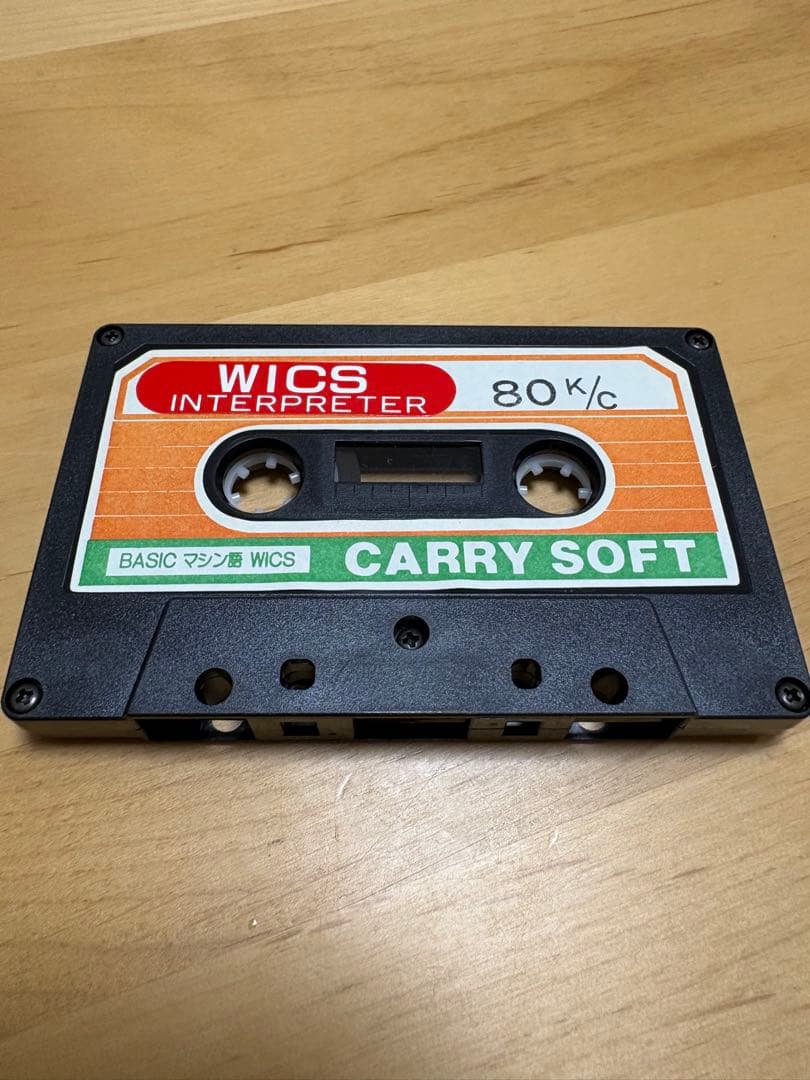 WICS
INTERPRETER
80 K/C
BASIC マシン語 WICS
CARRY SOFT